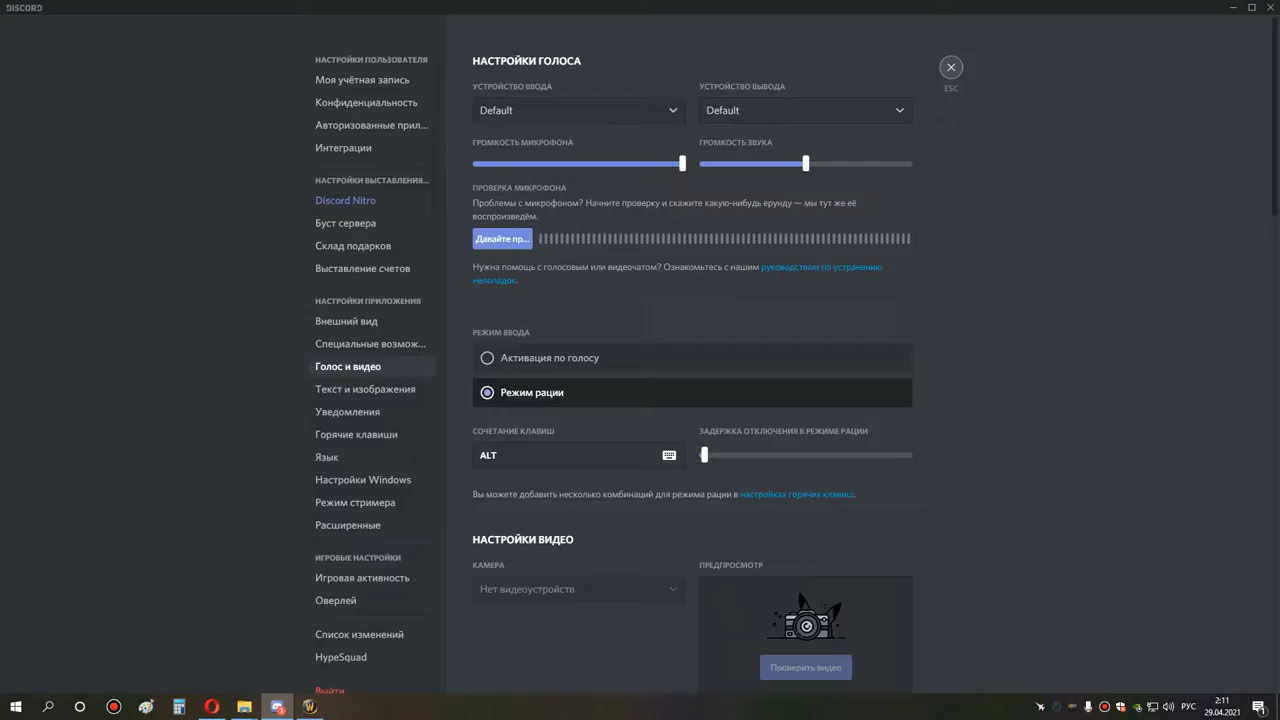 DISCORD
НАСТРОЙКИ ПОЛЬЗОВАТЕЛЯ
Моя учётная запись
Конфиденциальность
Авторизованные прил...
Интеграции
НАСТРОЙКИ ВЫСТАВЛЕНИЯ...
Discord Nitro
Буст сервера
Склад подарков
Выставление счетов
НАСТРОЙКИ ПРИЛОЖЕНИЯ
Внешний вид
Специальные возмож...
Голос и видео
Текст и изображения
Уведомления
Горячие клавиши
Язык
Настройки Windows
Режим стримера
Расширенные
ИГРОВЫЕ НАСТРОЙКИ
Игровая активность
Оверлей
Список изменений
HypeSquad
Выйти
НАСТРОЙКИ ГОЛОСА
ESC
УСТРОЙСТВО ВВОДА
УСТРОЙСТВО ВЫВОДА
Default
Default
ГРОМКОСТЬ МИКРОФОНА
ГРОМКОСТЬ ЗВУКА
ПРОВЕРКА МИКРОФОНА
Проблемы с микрофоном? Начните проверку и скажите какую-нибудь ерунду — мы тут же её
воспроизведём.
Давайте пр...
Нужна помощь с голосовым или видеочатом? Ознакомьтесь с нашим руководством по устранению
неполадок.
РЕЖИМ ВВОДА
Активация по голосу
Режим рации
СОЧЕТАНИЕ КЛАВИШ
ЗАДЕРЖКА ОТКЛЮЧЕНИЯ В РЕЖИМЕ РАЦИИ
ALT
Вы можете добавить несколько комбинаций для режима рации в настройках горячих клавиш.
НАСТРОЙКИ ВИДЕО
КАМЕРА
ПРЕДПРОСМОТР
Нет видеоустройств
Проверить видео
РУС
2:11
29.04.2021